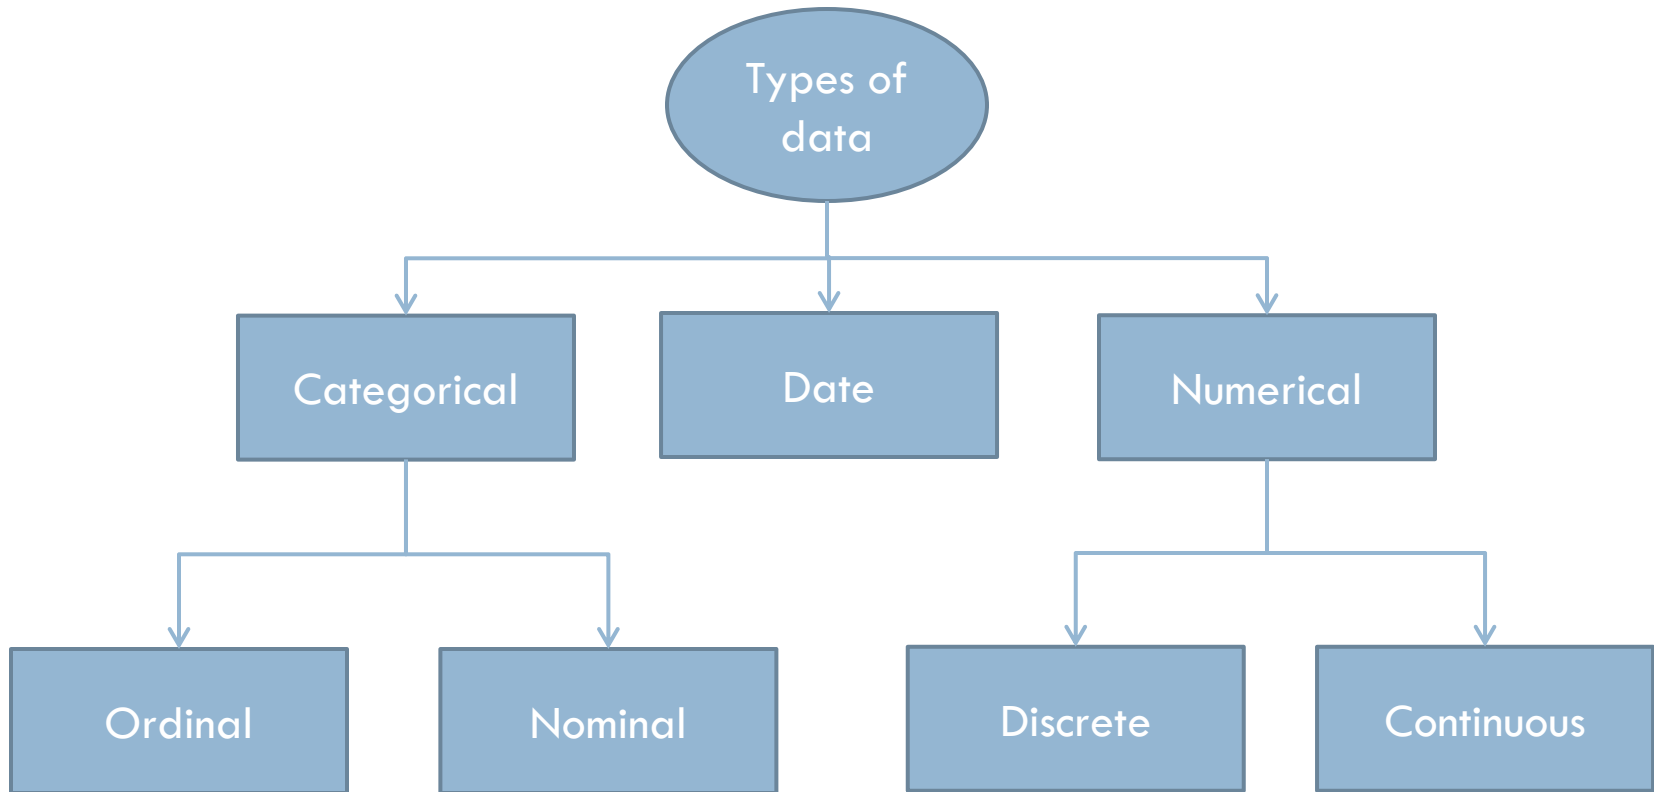 Types of
data
Categorical
Date
Numerical
Ordinal
Nominal
Discrete
Continuous